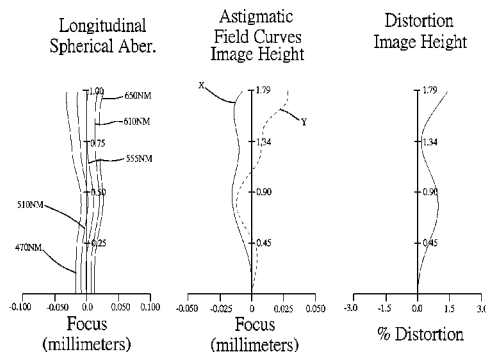 Longitudinal
Spherical Aber.
1.00
650NM
610NM
0.75
555NM
0.50
510NM
0.25
470NM
-0.100
-0.050
0.0
0.050
0.100
Focus
(millimeters)
Astigmatic
Field Curves
Image Height
X
1.79
Y
1.34
0.90
0.45
-0.050
-0.025
0.0
0.025
0.050
Focus
(millimeters)
Distortion
Image Height
1.79
1.34
0.90
0.45
-3.0
-1.5
0.0
1.5
3.0
% Distortion